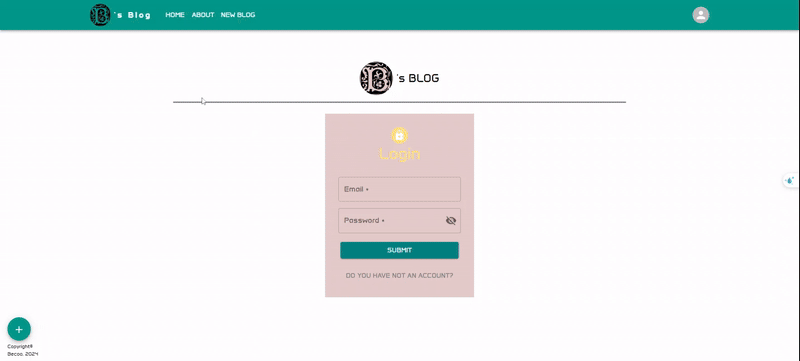 B 's Blog HOME ABOUT NEW BLOG
B 's BLOG
Login
Email *
Password *
SUBMIT
DO YOU HAVE NOT AN ACCOUNT?
+
Copyright©
Becoo, 2024